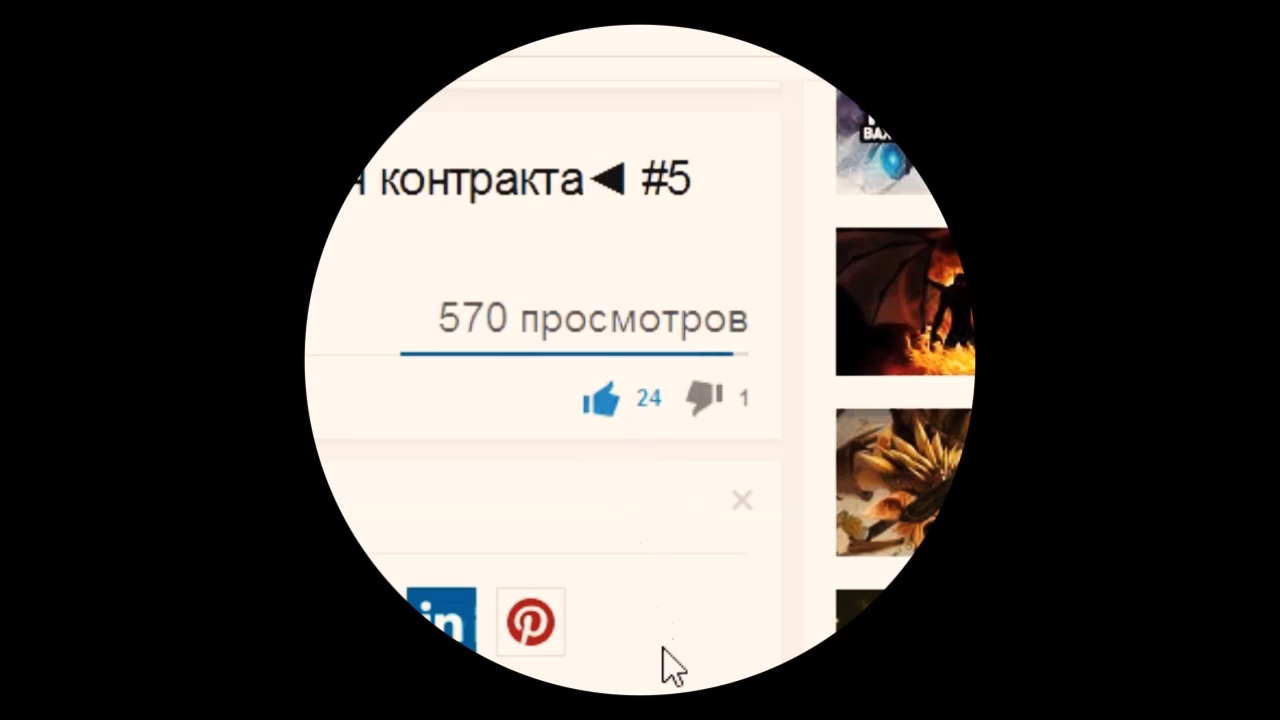 контракта◄ #5
570 просмотров
24 1
in